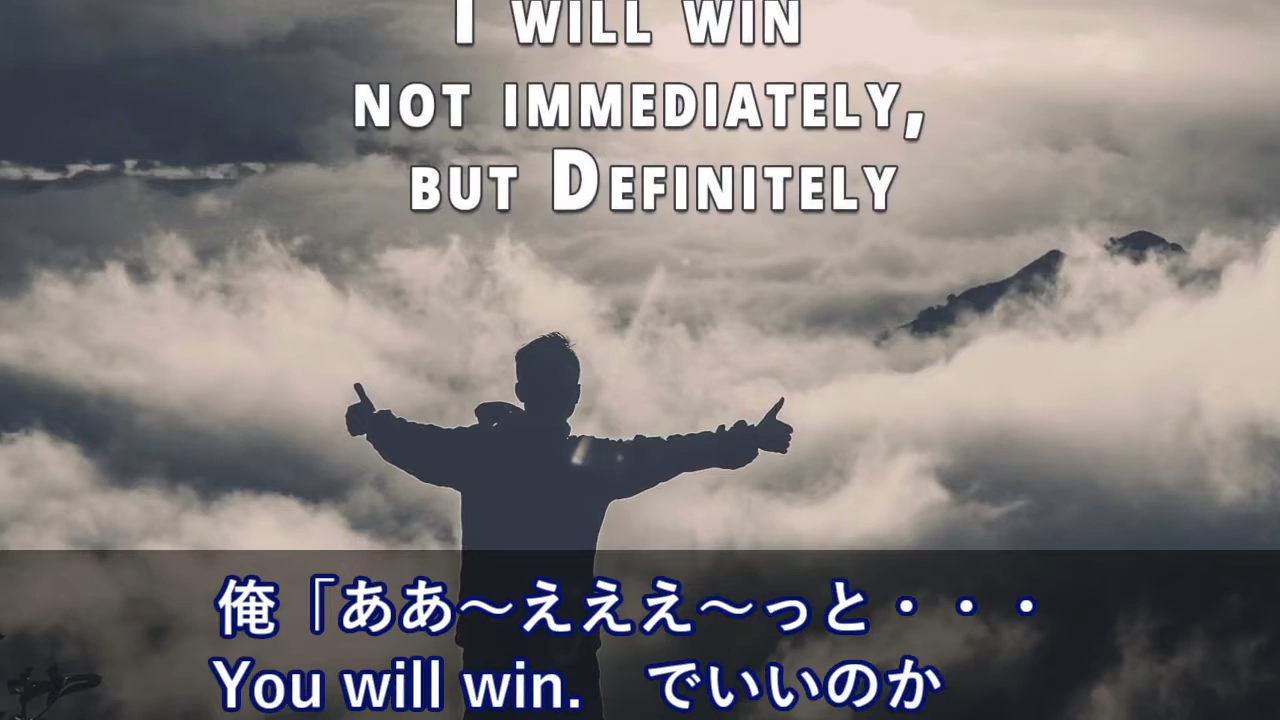 I WILL WIN
NOT IMMEDIATELY,
BUT DEFINITELY
俺「ああ～えええ～っと・・・
You will win.　でいいのか